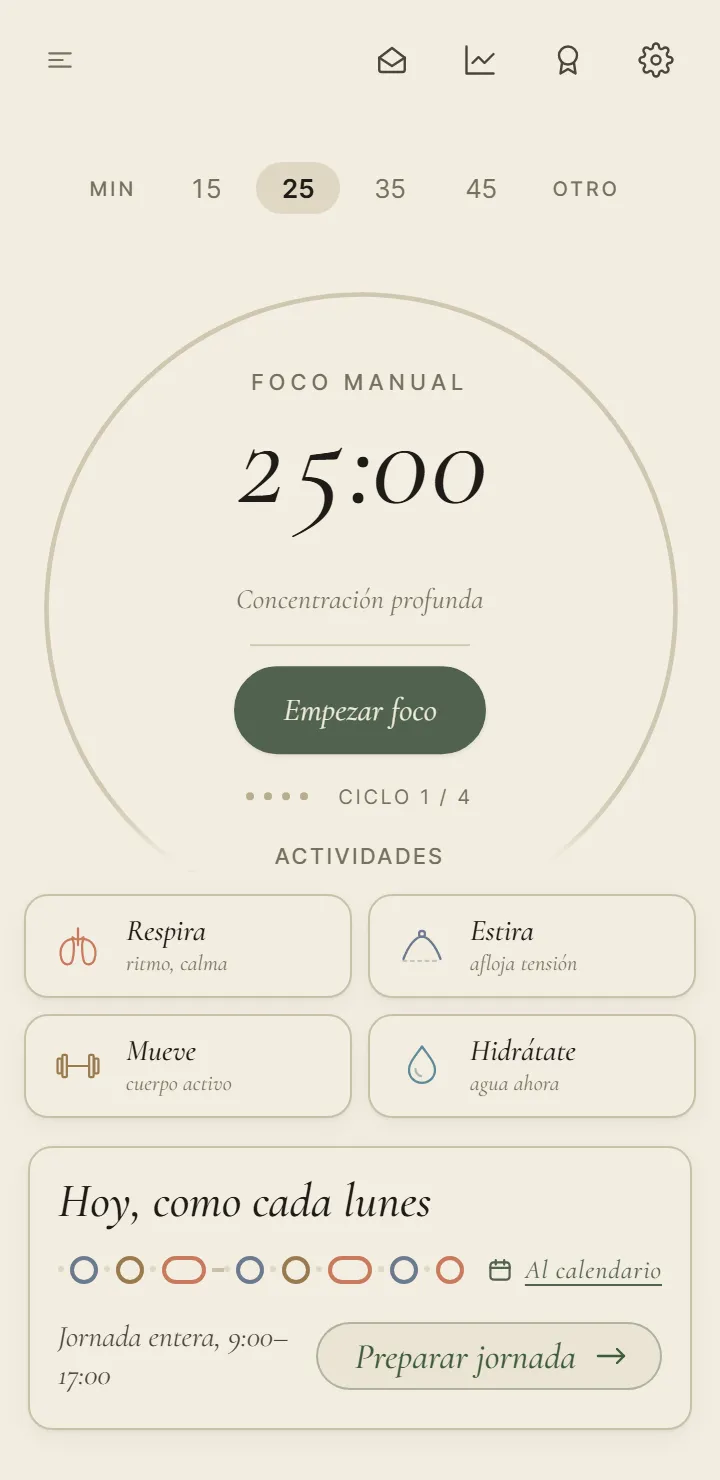 MIN 15 25 35 45 OTRO
FOCO MANUAL
25:00
Concentración profunda
Empezar foco
CICLO 1 / 4
ACTIVIDADES
Respira
ritmo, calma
Estira
afloja tensión
Mueve
cuerpo activo
Hidrátate
agua ahora
Hoy, como cada lunes
Al calendario
Jornada entera, 9:00–
17:00
Preparar jornada